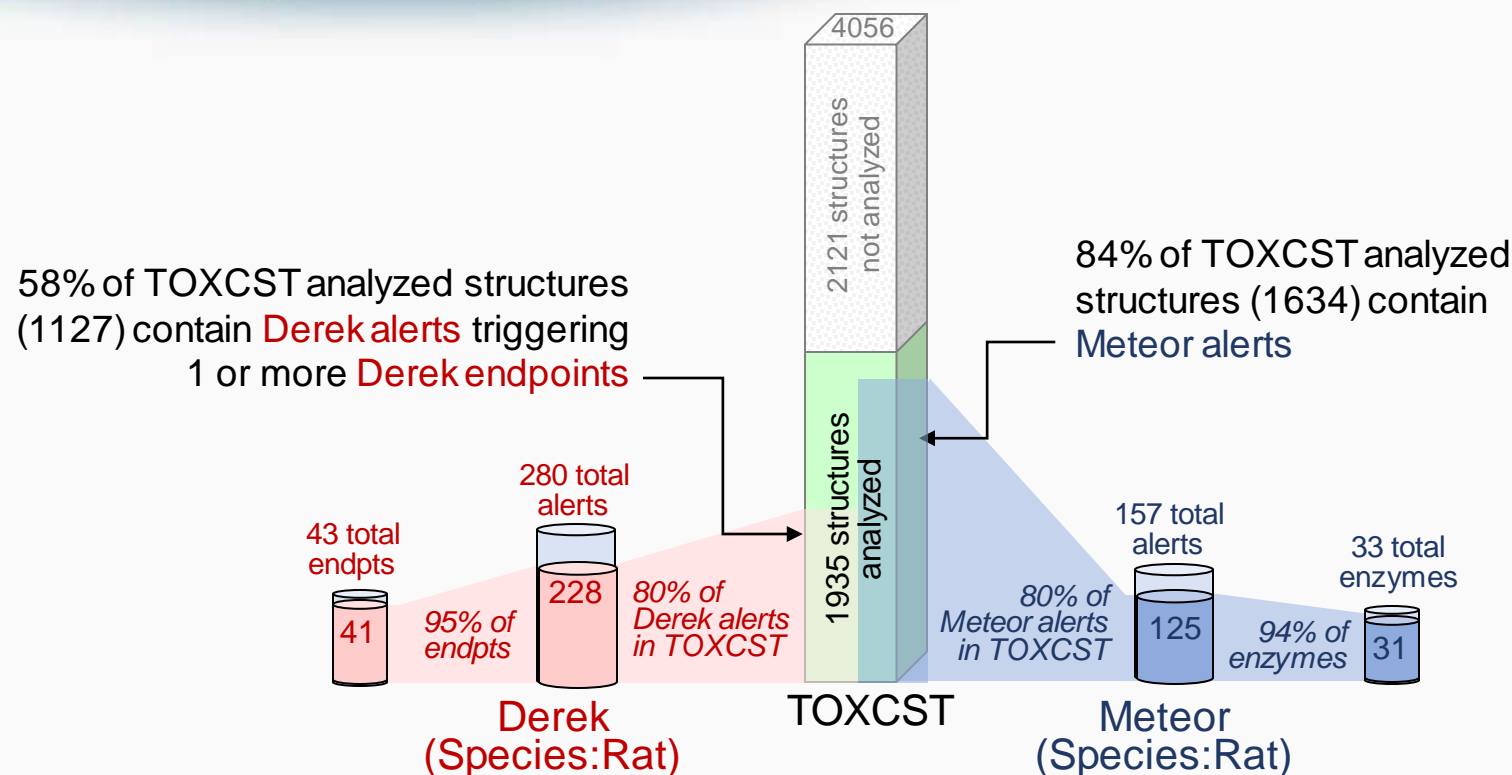 4056
2121 structures
not analyzed
58% of TOXCST analyzed structures
(1127) contain Derek alerts triggering
1 or more Derek endpoints
84% of TOXCST analyzed
structures (1634) contain
Meteor alerts
1935 structures
analyzed
43 total
endpts
41
95% of
endpts
280 total
alerts
228
80% of
Derek alerts
in TOXCST
80% of
Meteor alerts
in TOXCST
157 total
alerts
125
94% of
enzymes
33 total
enzymes
31
Derek
(Species:Rat)
TOXCST
Meteor
(Species:Rat)